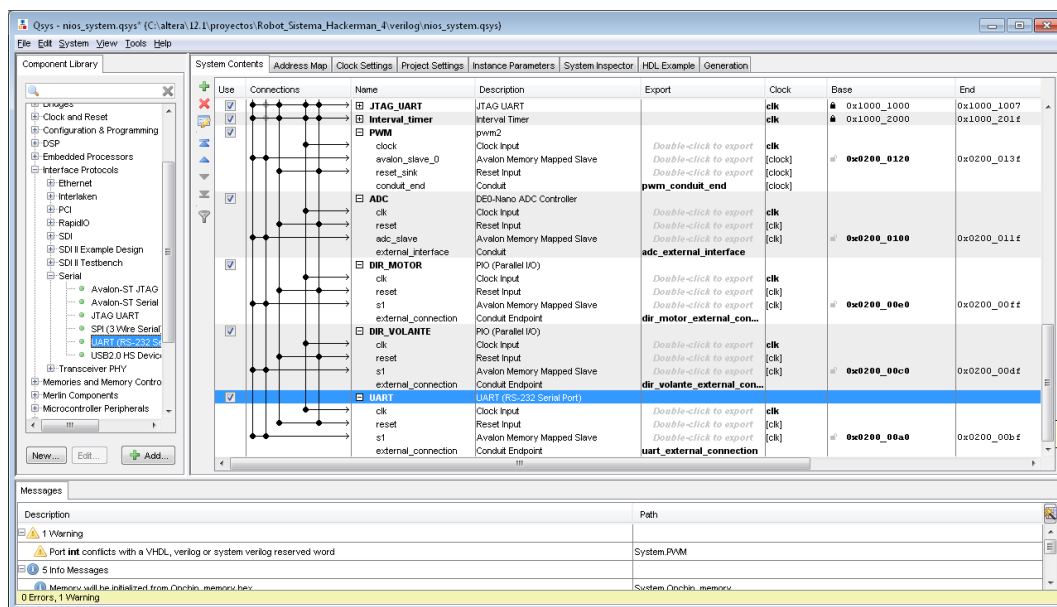 Qsys - nios_system.qsys* (C:\altera\12.1\proyectos\Robot_Sistema_Hackerman_4\verilog\nios_system.qsys)
File Edit System View Tools Help
Component Library
Clock and Reset
Configuration & Programming
DSP
Embedded Processors
Interface Protocols
Ethernet
Interlaken
PCI
RapidIO
SDI
SDI II Example Design
SDI II Testbench
Serial
Avalon-ST JTAG
Avalon-ST Serial
JTAG UART
SPI (3 Wire Serial
UART (RS-232 Se
USB2.0 HS Device
Transceiver PHY
Memories and Memory Contro
Merlin Components
Microcontroller Peripherals
New... Edit... Add...
System Contents Address Map Clock Settings Project Settings Instance Parameters System Inspector HDL Example Generation
Use Connections Name Description Export Clock Base End
JTAG_UART JTAG UART clk 0x1000_1000 0x1000_1007
Interval_timer Interval Timer clk 0x1000_2000 0x1000_201f
PWM pwm2
clock Clock Input Double-click to export clk
avalon_slave_0 Avalon Memory Mapped Slave Double-click to export [clock] 0x0200_0120 0x0200_013f
reset_sink Reset Input Double-click to export [clock]
conduit_end Conduit pwm_conduit_end [clock]
ADC DE0-Nano ADC Controller
clk Clock Input Double-click to export clk
reset Reset Input Double-click to export [clk]
adc_slave Avalon Memory Mapped Slave Double-click to export [clk] 0x0200_0100 0x0200_011f
external_interface Conduit adc_external_interface
DIR_MOTOR PIO (Parallel I/O)
clk Clock Input Double-click to export clk
reset Reset Input Double-click to export [clk]
s1 Avalon Memory Mapped Slave Double-click to export [clk] 0x0200_00e0 0x0200_00ff
external_connection Conduit Endpoint dir_motor_external_con...
DIR_VOLANTE PIO (Parallel I/O)
clk Clock Input Double-click to export clk
reset Reset Input Double-click to export [clk]
s1 Avalon Memory Mapped Slave Double-click to export [clk] 0x0200_00c0 0x0200_00df
external_connection Conduit Endpoint dir_volante_external_con...
UART UART (RS-232 Serial Port)
clk Clock Input Double-click to export clk
reset Reset Input Double-click to export [clk]
s1 Avalon Memory Mapped Slave Double-click to export [clk] 0x0200_00a0 0x0200_00bf
external_connection Conduit Endpoint uart_external_connection
Messages
Description Path
1 Warning
Port int conflicts with a VHDL, verilog or system verilog reserved word System.PWM
5 Info Messages
Memory will be initialized from Onchip_memory.hex System.Onchip_memory
0 Errors, 1 Warning